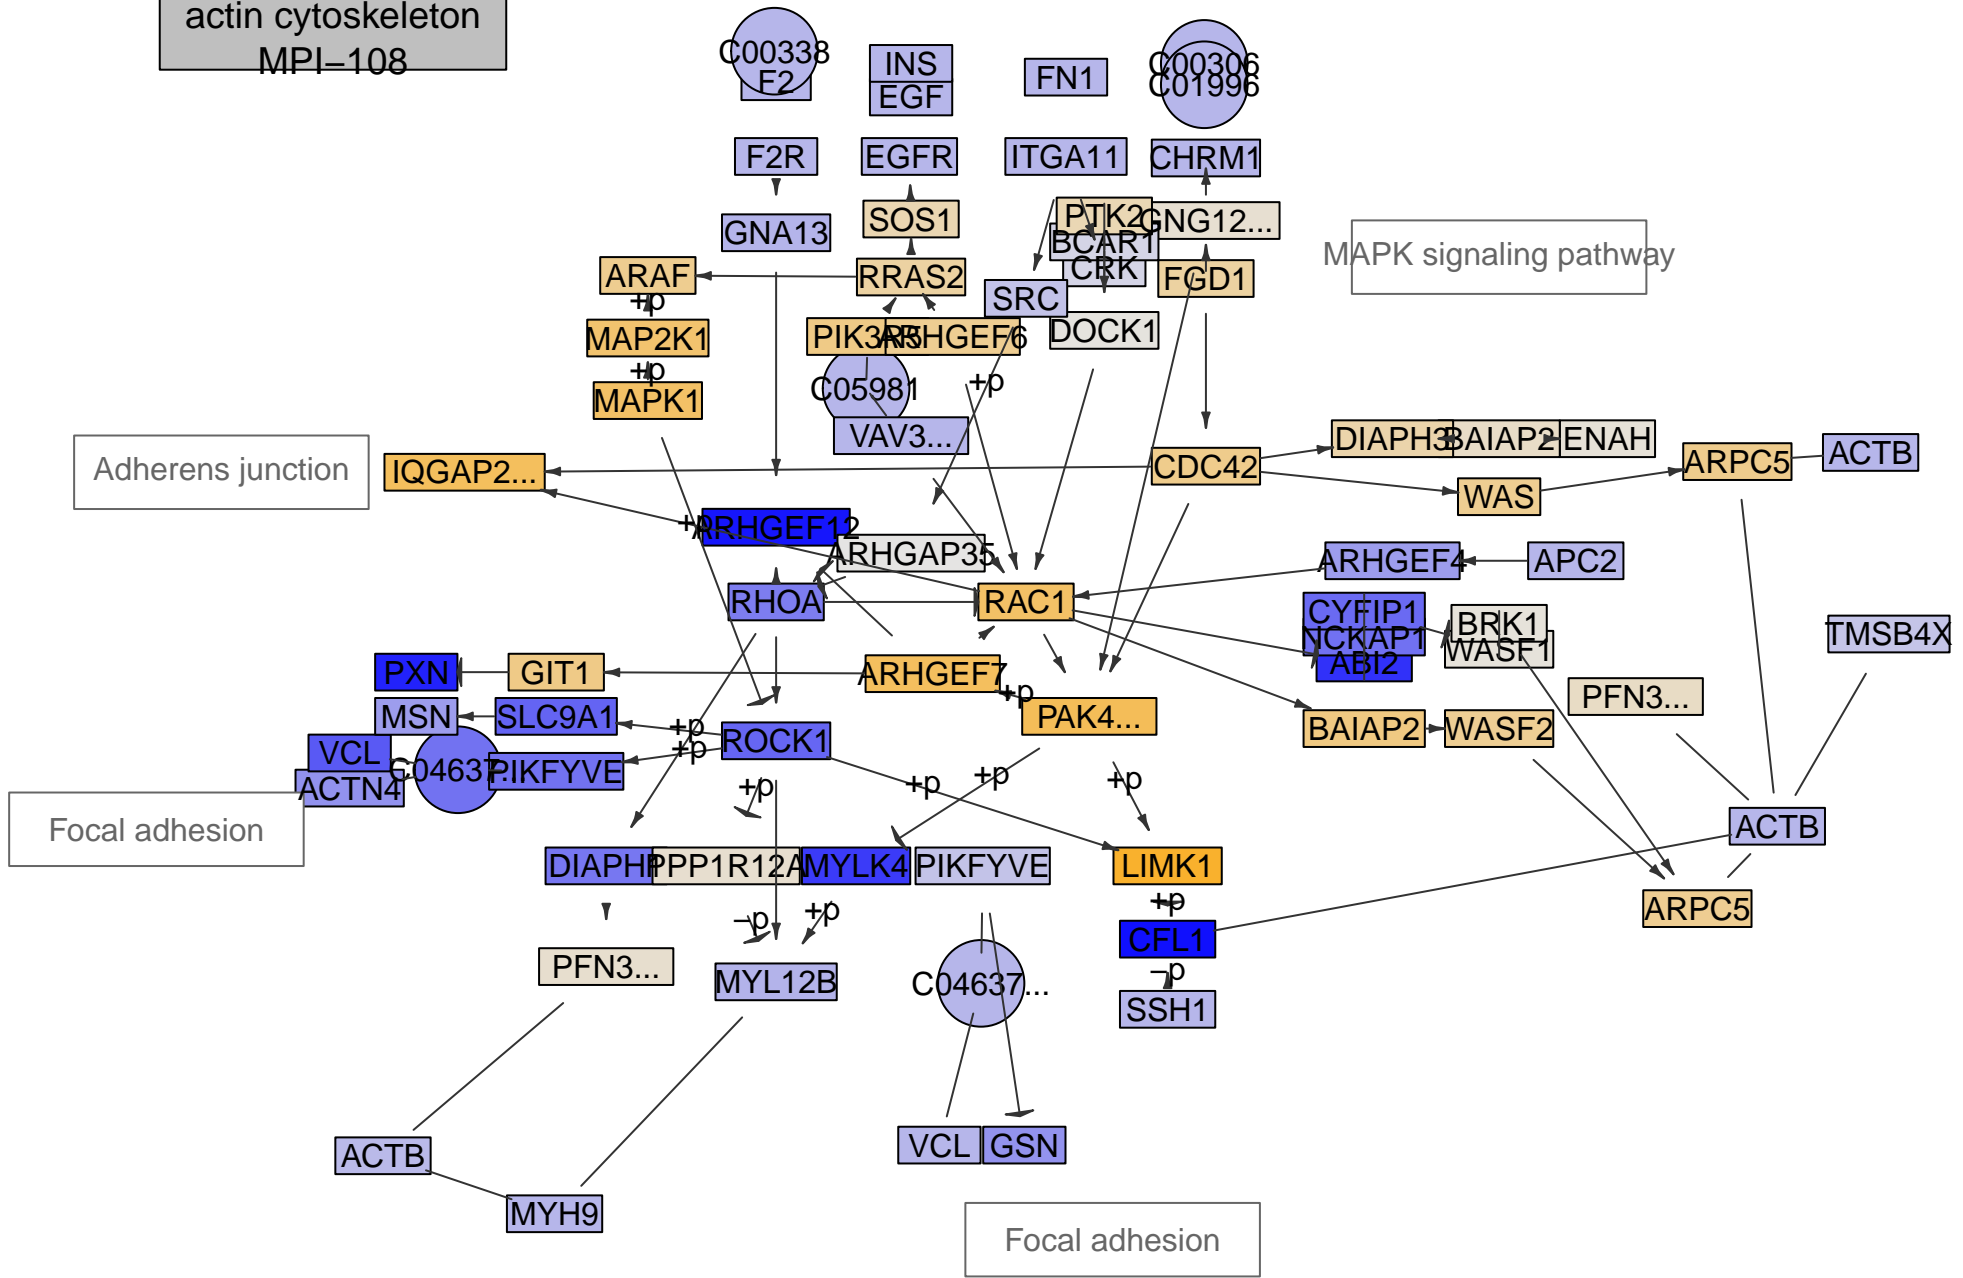 actin cytoskeleton
MPI−108
C00338
F2
INS
EGF
FN1
C00306
C01996
F2R
EGFR
ITGA11
CHRM1
GNA13
SOS1
PTK2
GNG12...
BCAR1
CRK
MAPK signaling pathway
ARAF
RRAS2
SRC
FGD1
+p
MAP2K1
PIK3R5
ARHGEF6
DOCK1
+p
MAPK1
C05981
+p
VAV3...
Adherens junction
IQGAP2...
CDC42
DIAPH3
BAIAP2
ENAH
ARPC5
ACTB
WAS
+p
ARHGEF12
ARHGAP35
ARHGEF4
APC2
RHOA
RAC1
CYFIP1
NCKAP1
ABI2
BRK1
WASF1
TMSB4X
PXN
GIT1
ARHGEF7
+p
PFN3...
MSN
SLC9A1
+p
PAK4...
BAIAP2
WASF2
VCL
ACTN4
C04637...
PIKFYVE
+p
ROCK1
+p
+p
+p
+p
Focal adhesion
ACTB
DIAPH
PPP1R12A
MYLK4
PIKFYVE
LIMK1
−p
+p
+p
ARPC5
CFL1
PFN3...
MYL12B
C04637...
−p
SSH1
ACTB
VCL
GSN
MYH9
Focal adhesion